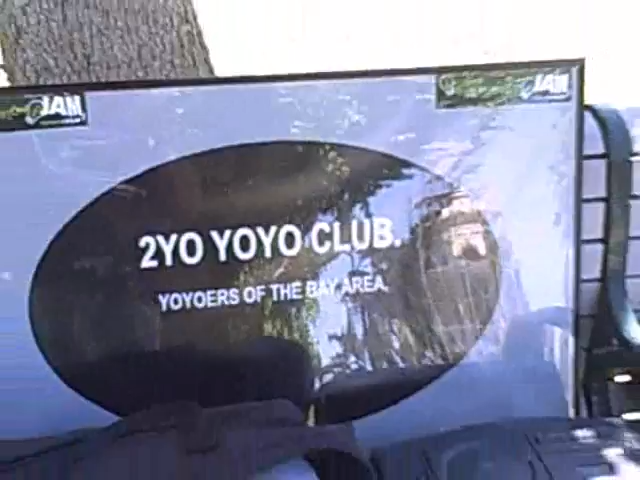 JAM
JAM
2YO YOYO CLUB.
YOYOERS OF THE BAY AREA.